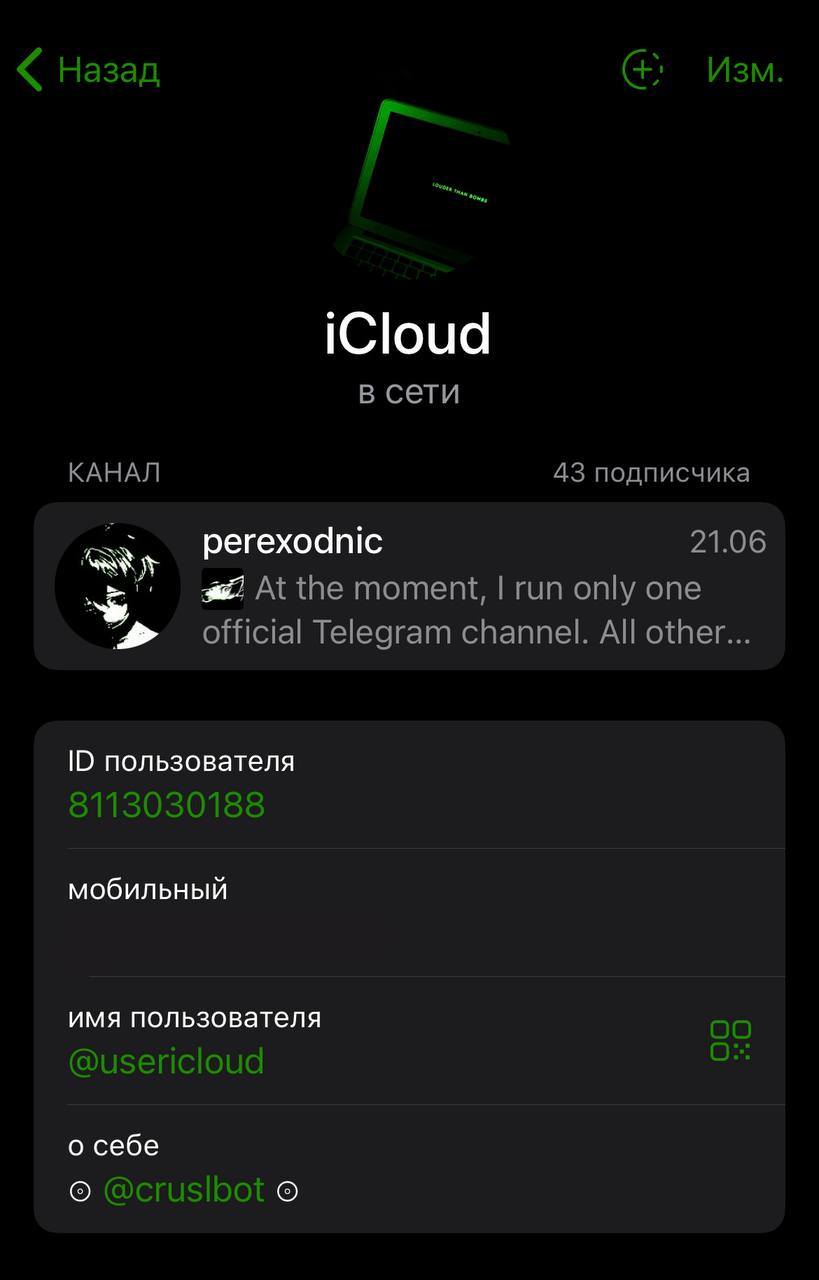 Назад
Изм.
LOUDER THAN BOMBS
iCloud
в сети
КАНАЛ
43 подписчика
perexodnic
21.06
At the moment, I run only one
official Telegram channel. All other...
ID пользователя
8113030188
мобильный
имя пользователя
@usericloud
о себе
@cruslbot